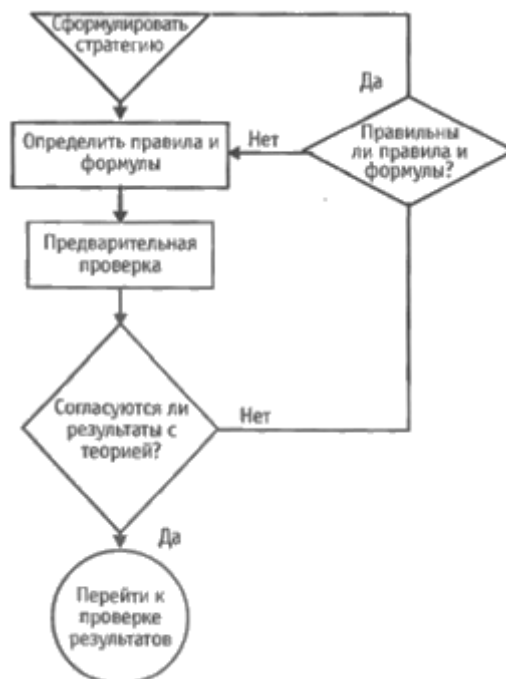 Сформулировать
стратегию
Да
Определить правила и
формулы
Нет
Правильны
ли правила и
формулы?
Предварительная
проверка
Согласуются ли
результаты с
теорией?
Нет
Да
Перейти к
проверке
результатов